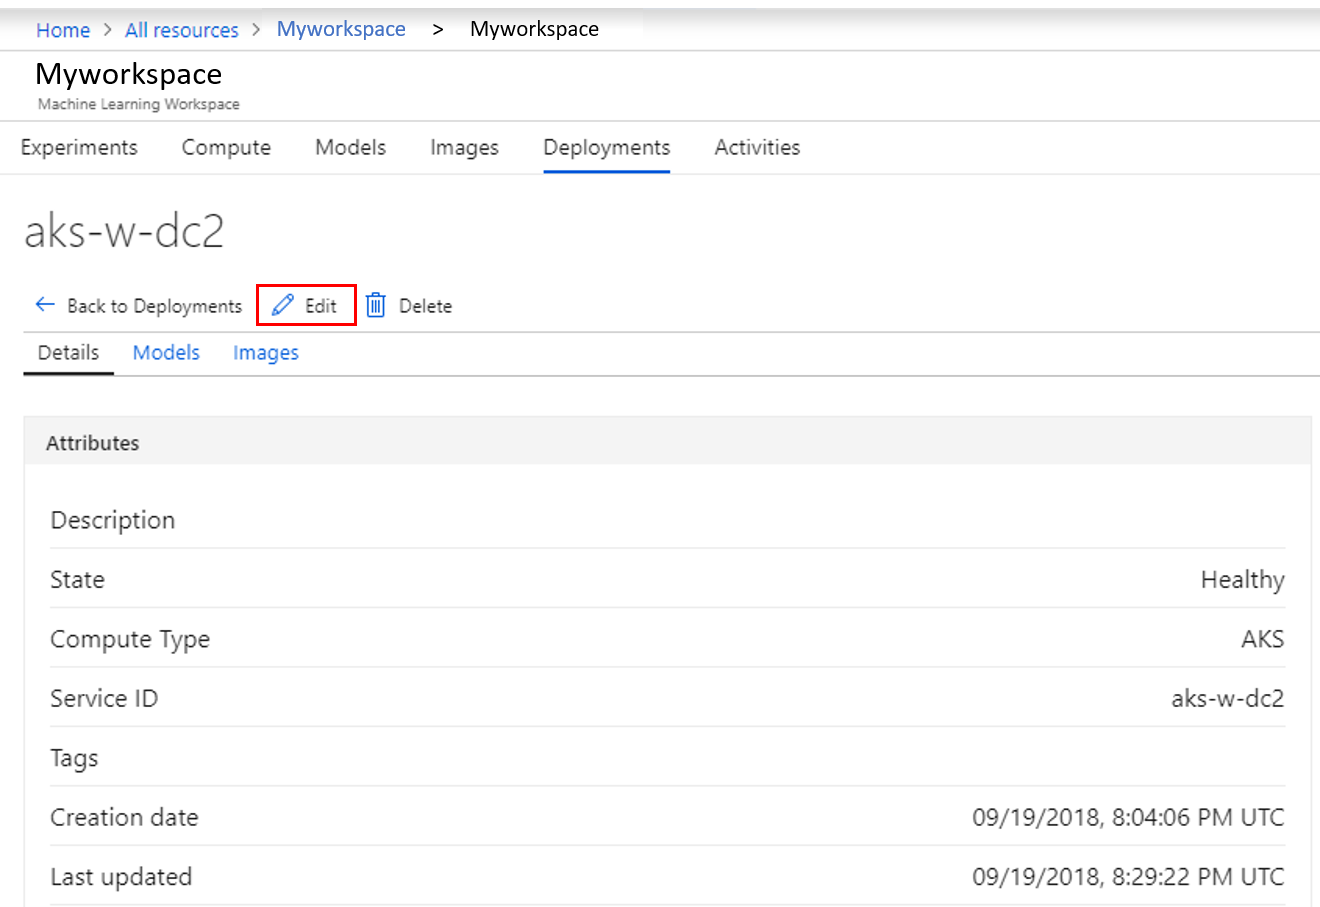 Home > All resources > Myworkspace > Myworkspace
Myworkspace
Machine Learning Workspace
Experiments Compute Models Images Deployments Activities
aks-w-dc2
Back to Deployments Edit Delete
Details Models Images
Attributes
Description
State Healthy
Compute Type AKS
Service ID aks-w-dc2
Tags
Creation date 09/19/2018, 8:04:06 PM UTC
Last updated 09/19/2018, 8:29:22 PM UTC